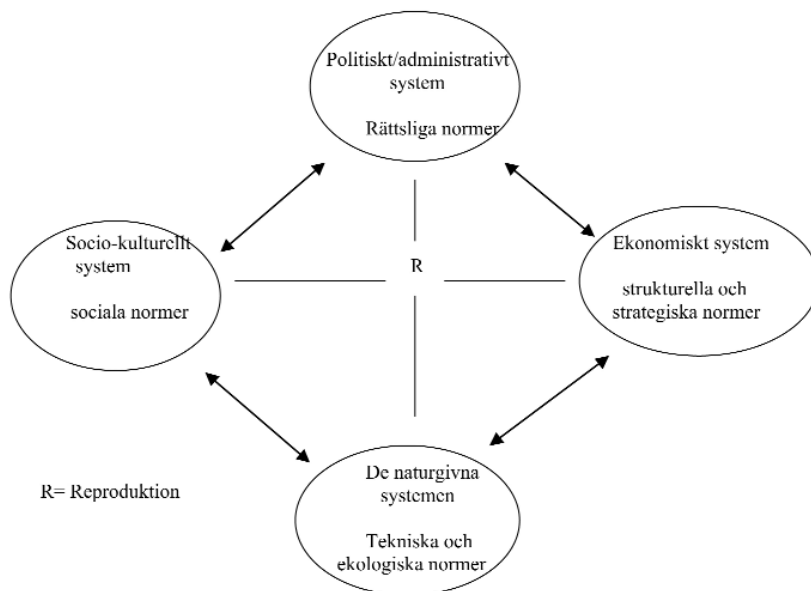 Politiskt/administrativt
system
Rättsliga normer
Socio-kulturellt
system
sociala normer
R
Ekonomiskt system
strukturella och
strategiska normer
De naturgivna
systemen
Tekniska och
ekologiska normer
R= Reproduktion